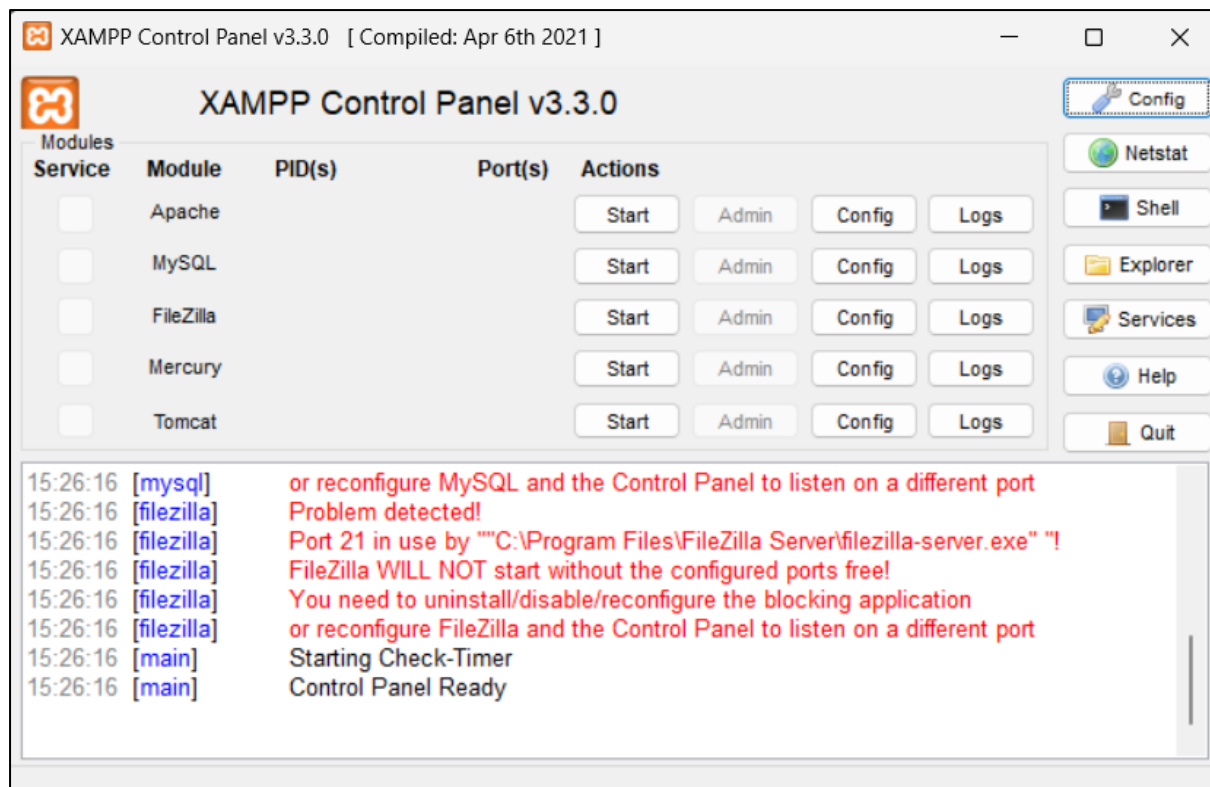 XAMPP Control Panel v3.3.0 [ Compiled: Apr 6th 2021 ]
XAMPP Control Panel v3.3.0
Modules
Service Module PID(s) Port(s) Actions
Apache Start Admin Config Logs
MySQL Start Admin Config Logs
FileZilla Start Admin Config Logs
Mercury Start Admin Config Logs
Tomcat Start Admin Config Logs
Config
Netstat
Shell
Explorer
Services
Help
Quit
15:26:16 [mysql] or reconfigure MySQL and the Control Panel to listen on a different port
15:26:16 [filezilla] Problem detected!
15:26:16 [filezilla] Port 21 in use by ""C:\Program Files\FileZilla Server\filezilla-server.exe" "!
15:26:16 [filezilla] FileZilla WILL NOT start without the configured ports free!
15:26:16 [filezilla] You need to uninstall/disable/reconfigure the blocking application
15:26:16 [filezilla] or reconfigure FileZilla and the Control Panel to listen on a different port
15:26:16 [main] Starting Check-Timer
15:26:16 [main] Control Panel Ready